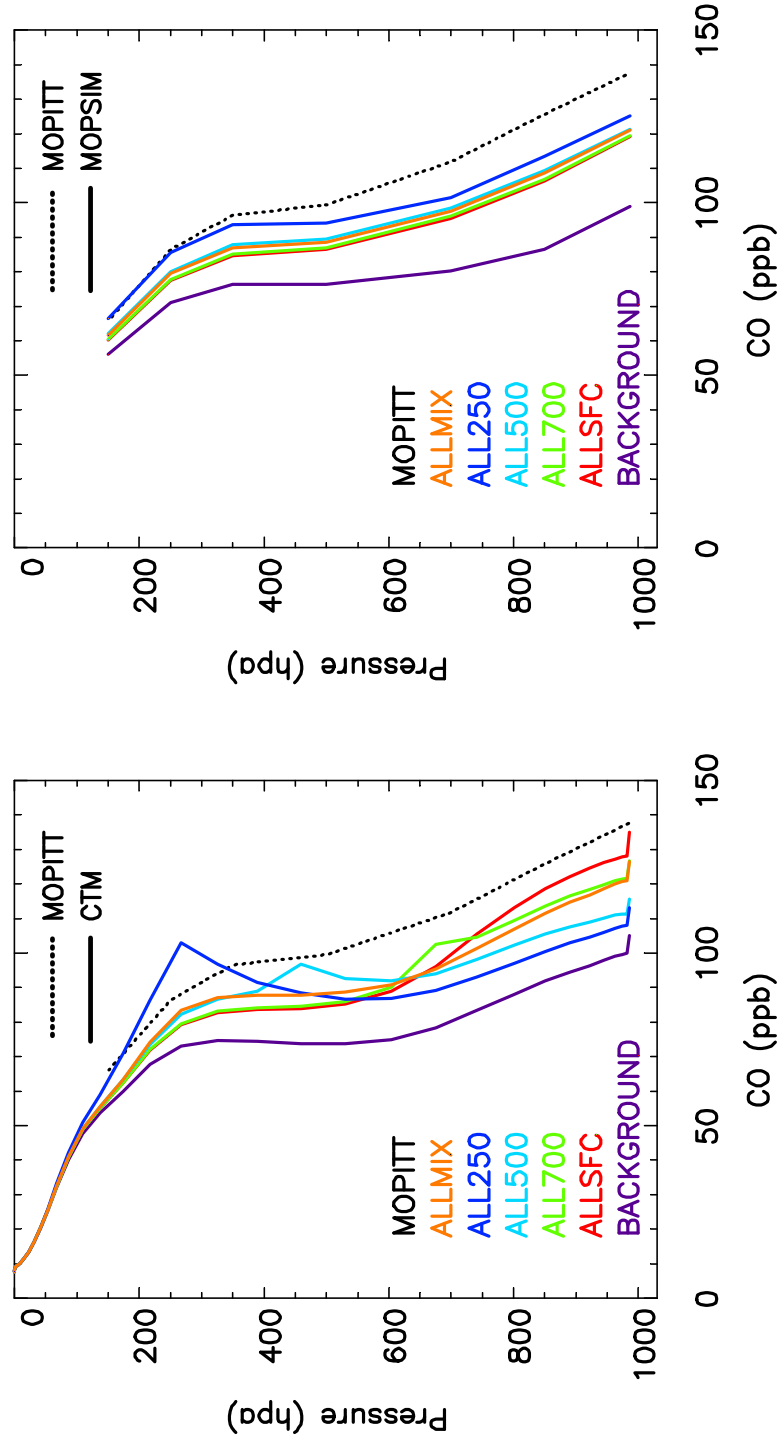 MOPITT
CTM
Pressure (hpa)
0
200
400
600
800
1000
MOPITT
ALLMIX
ALL250
ALL500
ALL700
ALLSFC
BACKGROUND
0 50 100 150
CO (ppb)
MOPITT
MOPSIM
Pressure (hpa)
0
200
400
600
800
1000
MOPITT
ALLMIX
ALL250
ALL500
ALL700
ALLSFC
BACKGROUND
0 50 100 150
CO (ppb)